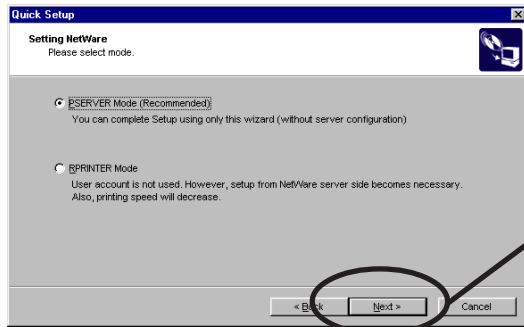 Quick Setup
Setting NetWare
Please select mode.
PSERVER Mode (Recommended)
You can complete Setup using only this wizard (without server configuration)
RPRINTER Mode
User account is not used. However, setup from NetWare server side becomes necessary.
Also, printing speed will decrease.
< Back Next > Cancel